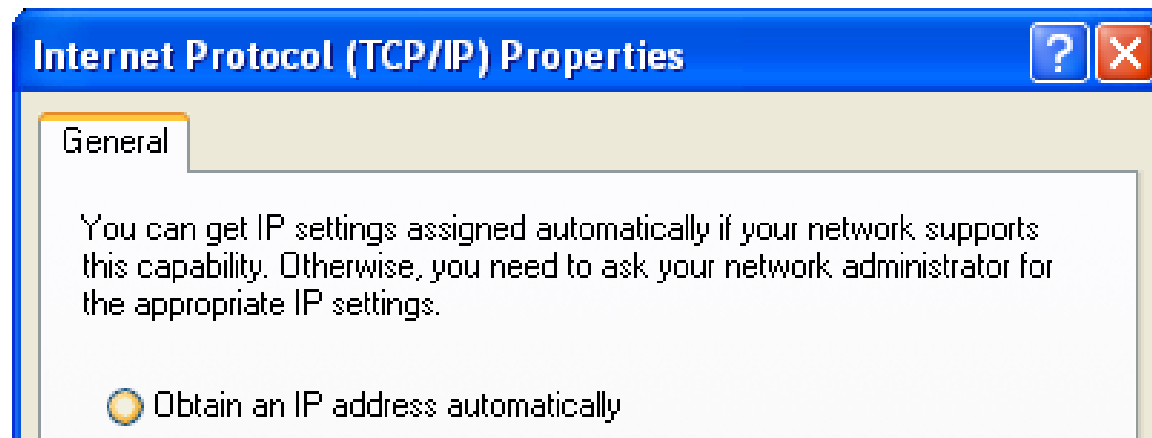 Internet Protocol (TCP/IP) Properties
General
You can get IP settings assigned automatically if your network supports
this capability. Otherwise, you need to ask your network administrator for
the appropriate IP settings.
Obtain an IP address automatically